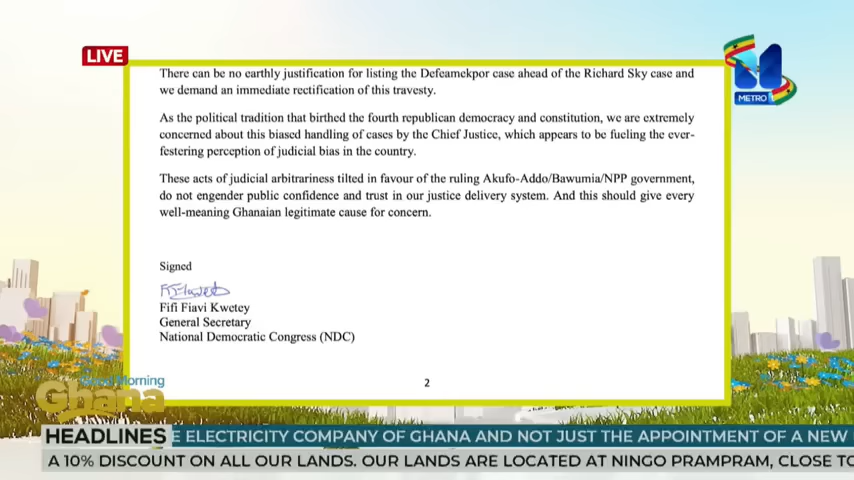 LIVE
METRO
There can be no earthly justification for listing the Defeamekpor case ahead of the Richard Sky case and
we demand an immediate rectification of this travesty.
As the political tradition that birthed the fourth republican democracy and constitution, we are extremely
concerned about this biased handling of cases by the Chief Justice, which appears to be fueling the ever-
festering perception of judicial bias in the country.
These acts of judicial arbitrariness tilted in favour of the ruling Akufo-Addo/Bawumia/NPP government,
do not engender public confidence and trust in our justice delivery system. And this should give every
well-meaning Ghanaian legitimate cause for concern.
Signed
Fifi Fiavi Kwetey
General Secretary
National Democratic Congress (NDC)
2
Good Morning
Ghana
HEADLINES E ELECTRICITY COMPANY OF GHANA AND NOT JUST THE APPOINTMENT OF A NEW
A 10% DISCOUNT ON ALL OUR LANDS. OUR LANDS ARE LOCATED AT NINGO PRAMPRAM, CLOSE TO